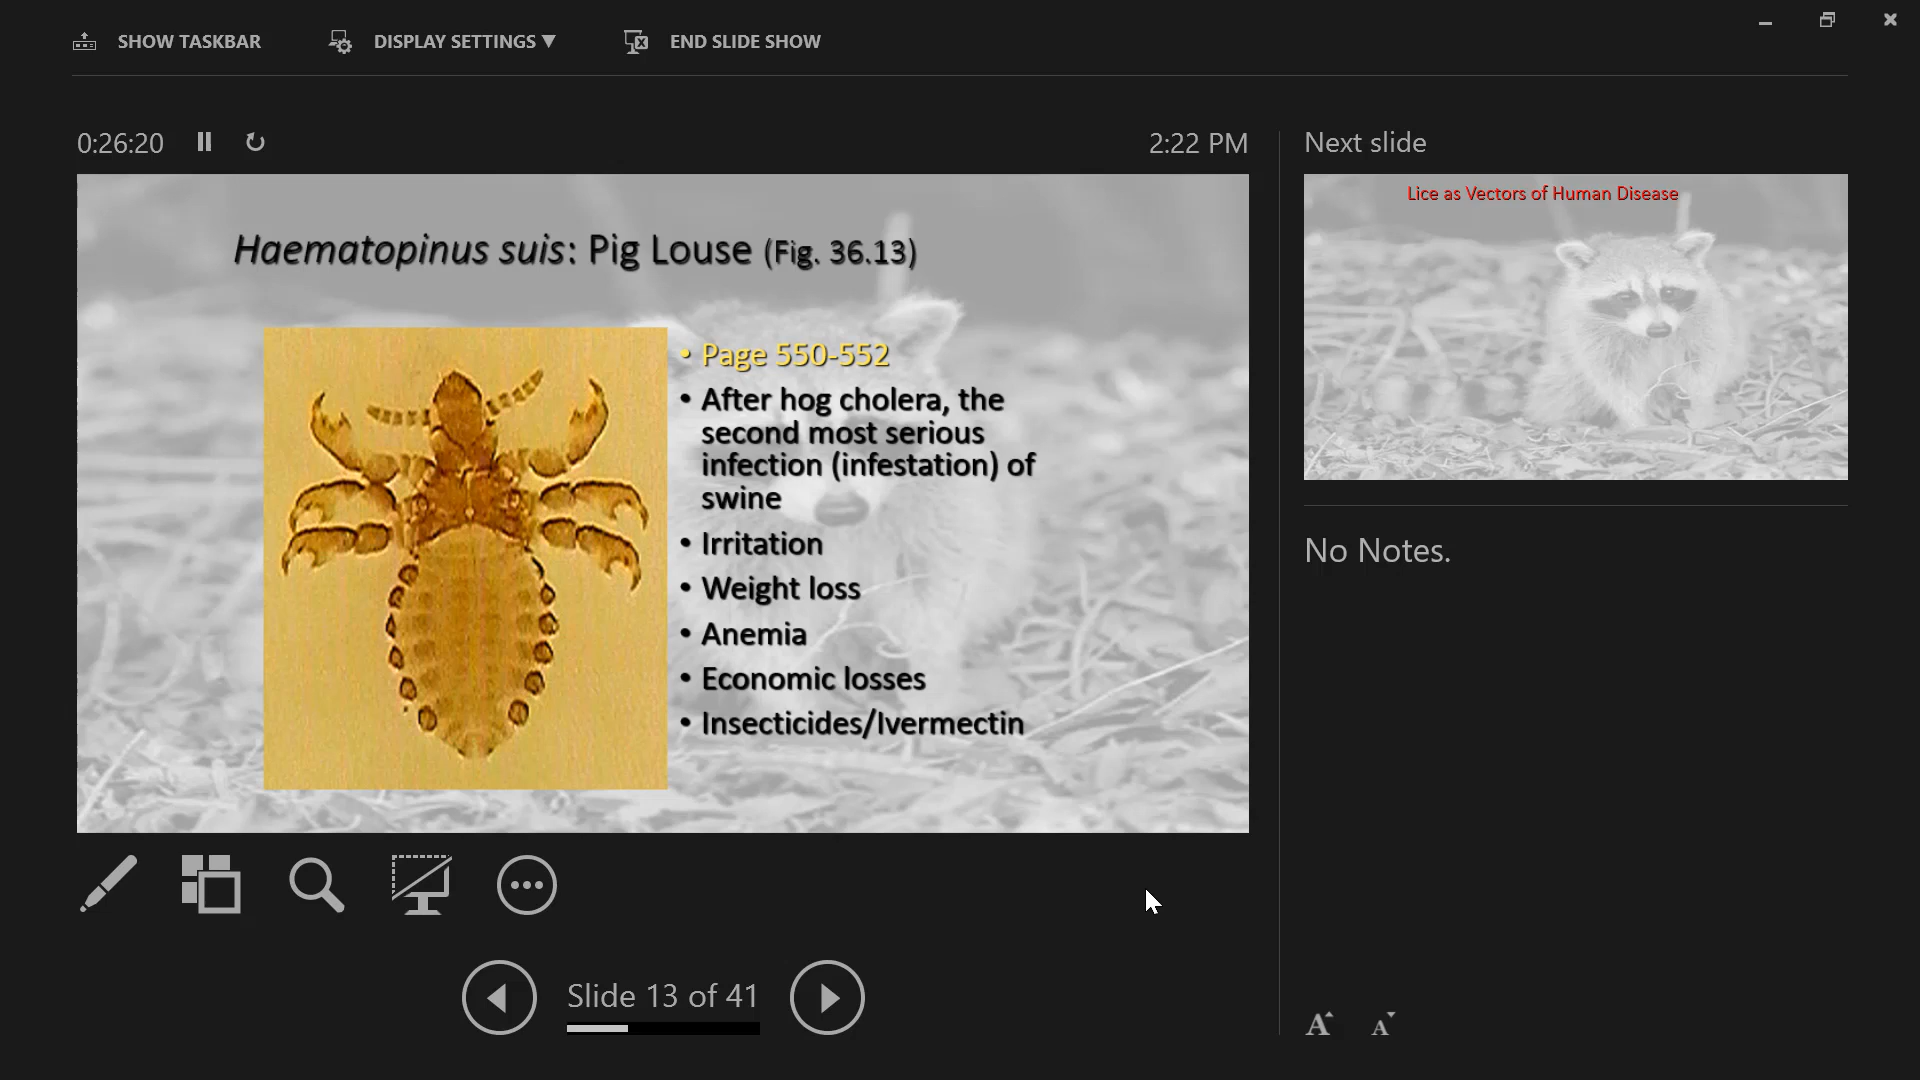 SHOW TASKBAR
DISPLAY SETTINGS ▼
END SLIDE SHOW
0:26:20
2:22 PM
Haematopinus suis: Pig Louse (Fig. 36.13)
• Page 550-552
• After hog cholera, the
second most serious
infection (infestation) of
swine
• Irritation
• Weight loss
• Anemia
• Economic losses
• Insecticides/Ivermectin
Slide 13 of 41
Next slide
Lice as Vectors of Human Disease
No Notes.
A A